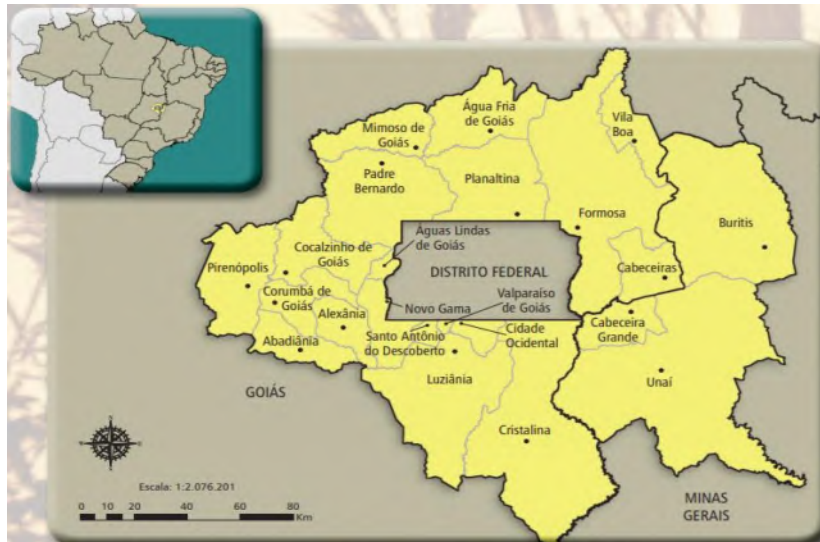 Água Fria
de Goiás
Vila
Boa
Mimoso de
Goiás
Padre
Bernardo
Planaltina
Formosa
Buritis
Águas Lindas
de Goiás
Cocalzinho de
Goiás
Pirenópolis
DISTRITO FEDERAL
Cabeceiras
Corumbá de
Goiás
Novo Gama
Valparaíso
de Goiás
Alexânia
Santo Antônio
do Descoberto
Cidade
Ocidental
Cabeceira
Grande
Abadiânia
Luziânia
Unaí
GOIÁS
Cristalina
Escala: 1:2.076.201
0 10 20 40 60 80
Km
MINAS
GERAIS